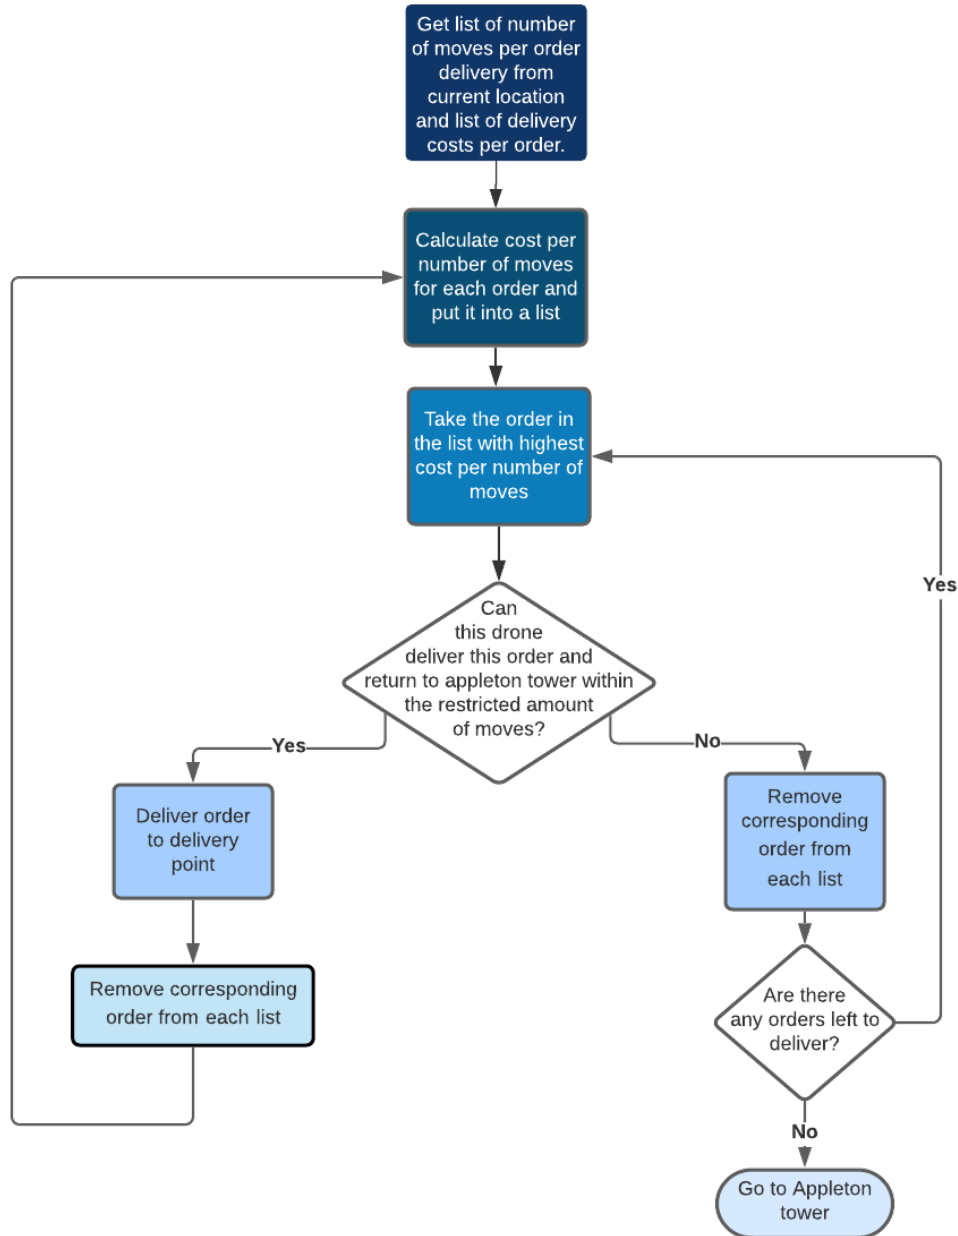 Get list of number
of moves per order
delivery from
current location
and list of delivery
costs per order.
Calculate cost per
number of moves
for each order and
put it into a list
Take the order in
the list with highest
cost per number of
moves
Yes
Can
this drone
deliver this order and
return to appleton tower within
the restricted amount
of moves?
Yes
No
Deliver order
to delivery
point
Remove
corresponding
order from
each list
Remove corresponding
order from each list
Are there
any orders left to
deliver?
No
Go to Appleton
tower